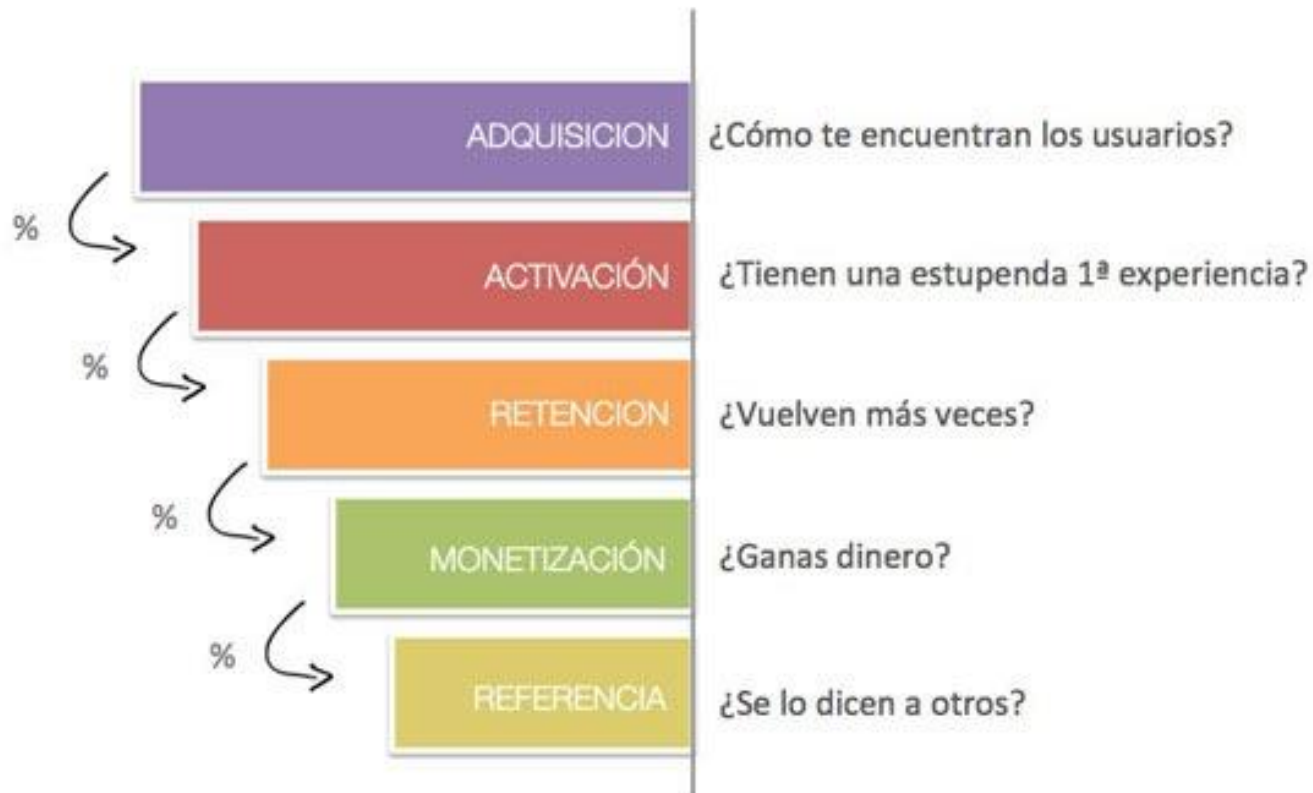 ADQUISICION
¿Cómo te encuentran los usuarios?
%
ACTIVACIÓN
¿Tienen una estupenda 1ª experiencia?
%
RETENCION
¿Vuelven más veces?
%
MONETIZACIÓN
¿Ganas dinero?
%
REFERENCIA
¿Se lo dicen a otros?